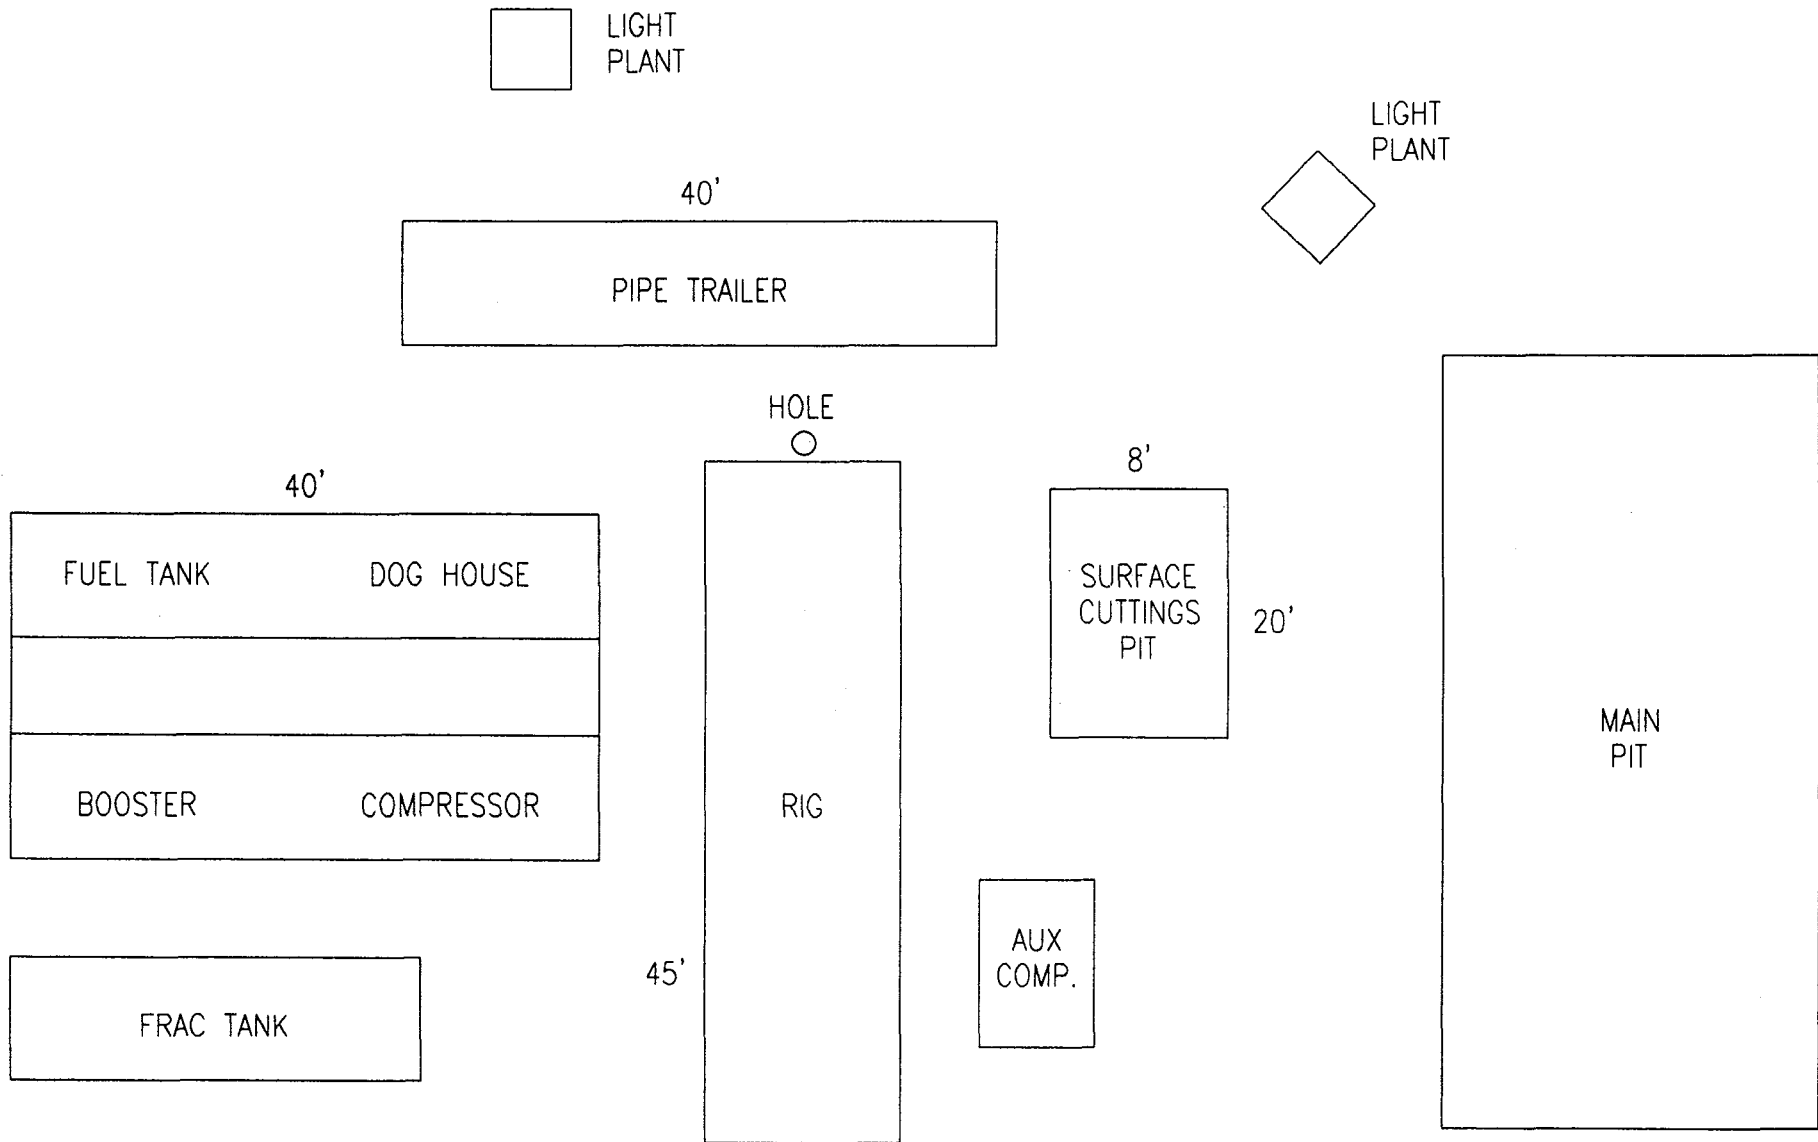 LIGHT
PLANT
LIGHT
PLANT
40'
PIPE TRAILER
HOLE
8'
40'
FUEL TANK
DOG HOUSE
SURFACE
CUTTINGS
PIT
20'
MAIN
PIT
BOOSTER
COMPRESSOR
RIG
AUX
COMP.
45'
FRAC TANK